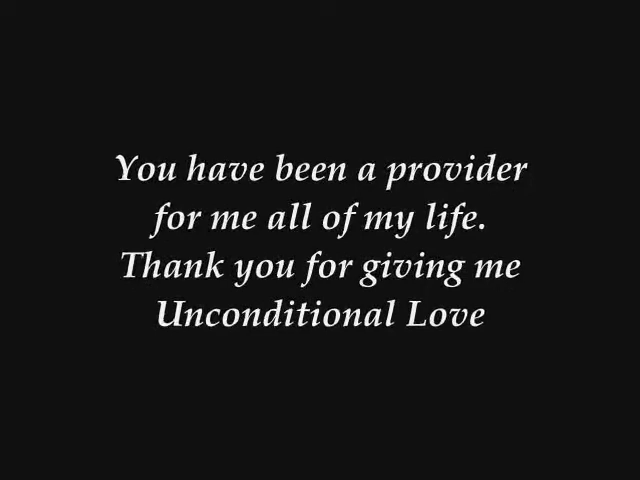 You have been a provider
for me all of my life.
Thank you for giving me
Unconditional Love